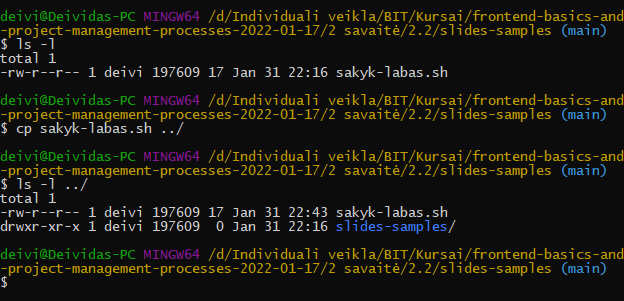 deivi@Deividas-PC MINGW64 /d/Individuali veikla/BIT/Kursai/frontend-basics-and
-project-management-processes-2022-01-17/2 savaitė/2.2/slides-samples (main)
$ ls -l
total 1
-rw-r--r-- 1 deivi 197609 17 Jan 31 22:16 sakyk-labas.sh
deivi@Deividas-PC MINGW64 /d/Individuali veikla/BIT/Kursai/frontend-basics-and
-project-management-processes-2022-01-17/2 savaitė/2.2/slides-samples (main)
$ cp sakyk-labas.sh ../
deivi@Deividas-PC MINGW64 /d/Individuali veikla/BIT/Kursai/frontend-basics-and
-project-management-processes-2022-01-17/2 savaitė/2.2/slides-samples (main)
$ ls -l ../
total 1
-rw-r--r-- 1 deivi 197609 17 Jan 31 22:43 sakyk-labas.sh
drwxr-xr-x 1 deivi 197609  0 Jan 31 22:16 slides-samples/
deivi@Deividas-PC MINGW64 /d/Individuali veikla/BIT/Kursai/frontend-basics-and
-project-management-processes-2022-01-17/2 savaitė/2.2/slides-samples (main)
$